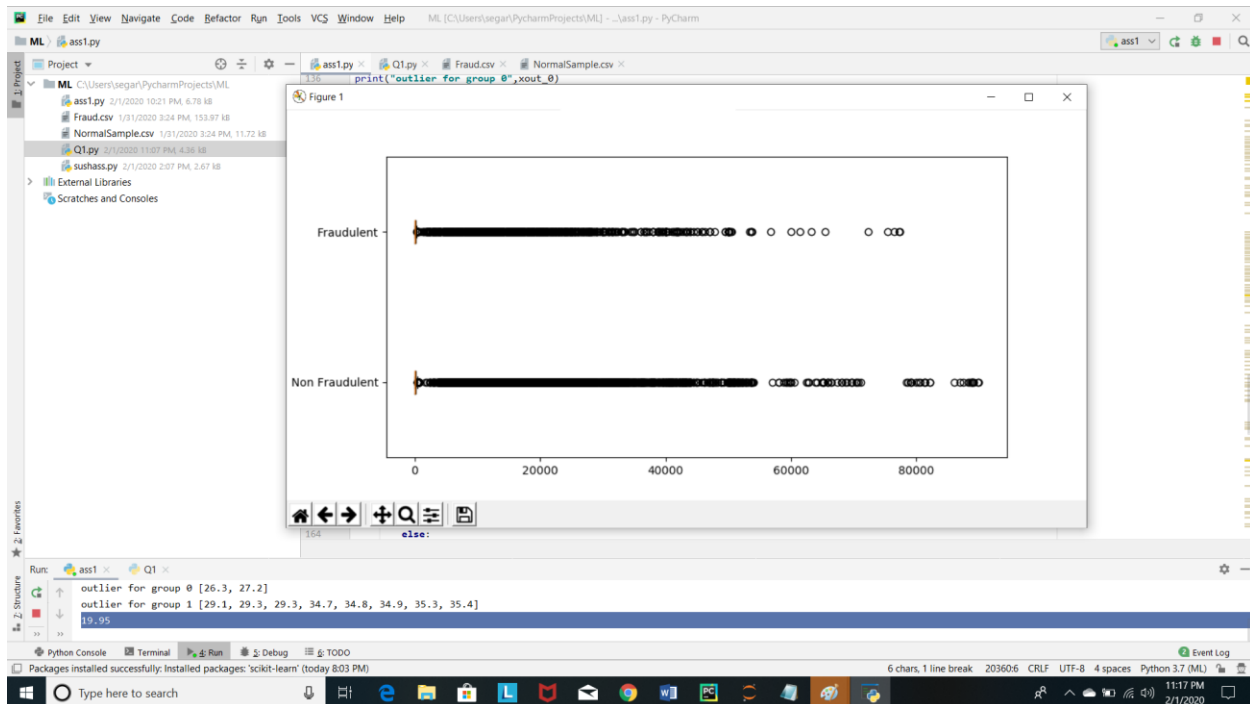 File Edit View Navigate Code Refactor Run Tools VCS Window Help ML [C:\Users\segar\PycharmProjects\ML] - ...\ass1.py - PyCharm
ML ass1.py ass1
Project ass1.py Q1.py Fraud.csv NormalSample.csv
1: Project
ML C:\Users\segar\PycharmProjects\ML
ass1.py 2/1/2020 10:21 PM, 6.78 kB
Fraud.csv 1/31/2020 3:24 PM, 153.97 kB
NormalSample.csv 1/31/2020 3:24 PM, 11.72 kB
Q1.py 2/1/2020 11:07 PM, 4.36 kB
sushass.py 2/1/2020 2:07 PM, 2.67 kB
External Libraries
Scratches and Consoles
136 print("outlier for group 0",xout_0)
Figure 1
Fraudulent
Non Fraudulent
0 20000 40000 60000 80000
164 else:
2: Favorites
7: Structure
Run: ass1 Q1
outlier for group 0 [26.3, 27.2]
outlier for group 1 [29.1, 29.3, 29.3, 34.7, 34.8, 34.9, 35.3, 35.4]
19.95
Python Console Terminal 4: Run 5: Debug 6: TODO 2 Event Log
Packages installed successfully: Installed packages: 'scikit-learn' (today 8:03 PM) 6 chars, 1 line break 20360:6 CRLF UTF-8 4 spaces Python 3.7 (ML)
Type here to search 11:17 PM
2/1/2020